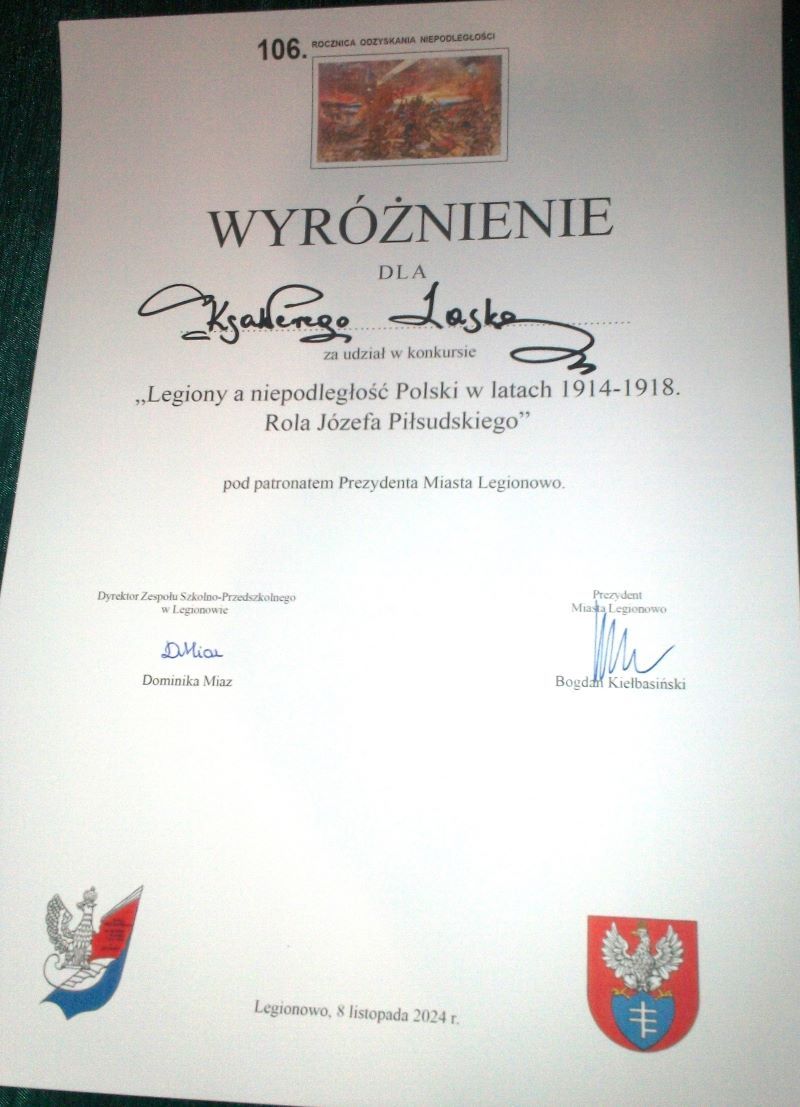 106. ROCZNICA ODZYSKANIA NIEPODLEGŁOŚCI
WYRÓŻNIENIE
DLA
Ksawerego Laska
za udział w konkursie
„Legiony a niepodległość Polski w latach 1914-1918.
Rola Józefa Piłsudskiego”
pod patronatem Prezydenta Miasta Legionowo.
Dyrektor Zespołu Szkolno-Przedszkolnego
w Legionowie
DMiaz
Dominika Miaz
Prezydent
Miasta Legionowo
Bogdan Kiełbasiński
Legionowo, 8 listopada 2024 r.